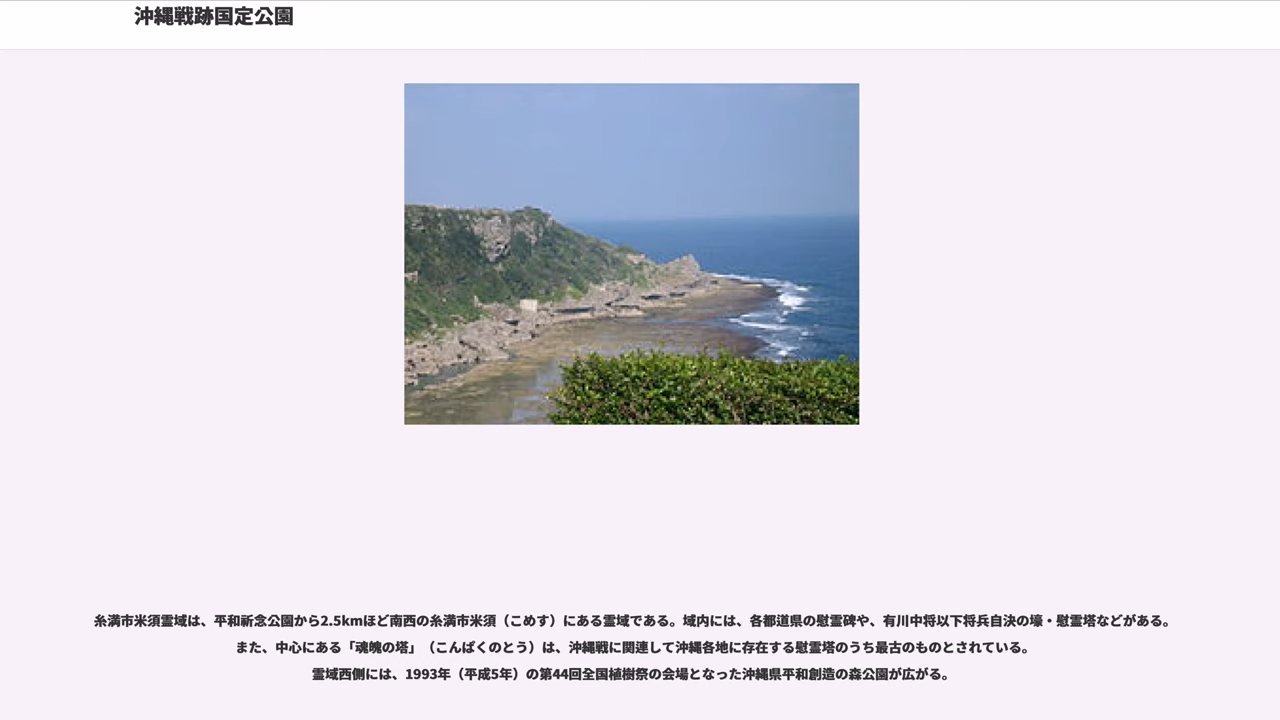 沖縄戦跡国定公園
糸満市米須霊域は、平和祈念公園から2.5kmほど南西の糸満市米須（こめす）にある霊域である。域内には、各都道県の慰霊碑や、有川中将以下将兵自決の壕・慰霊塔などがある。
また、中心にある「魂魄の塔」（こんぱくのとう）は、沖縄戦に関連して沖縄各地に存在する慰霊塔のうち最古のものとされている。
霊域西側には、1993年（平成5年）の第44回全国植樹祭の会場となった沖縄県平和創造の森公園が広がる。